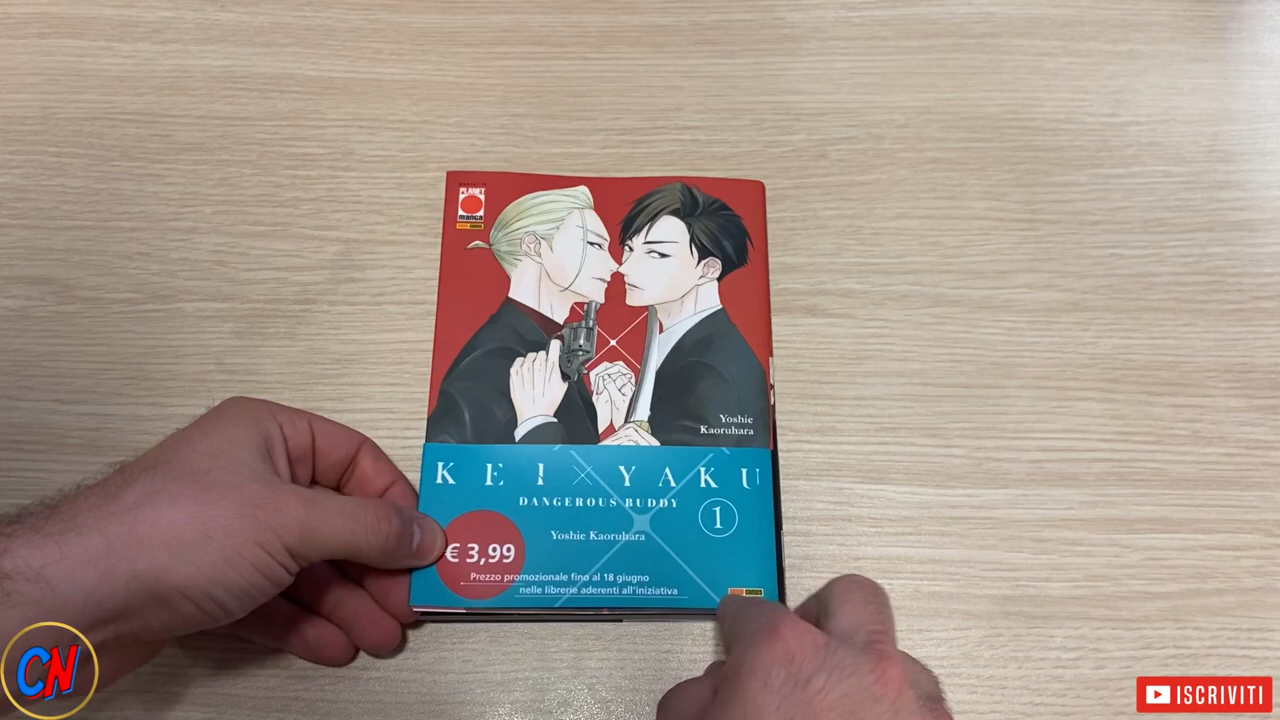 PLANET
manga
Yoshie
Kaoruhara
KEI×YAKU
DANGEROUS BUDDY
1
Yoshie Kaoruhara
€ 3,99
Prezzo promozionale fino al 18 giugno
nelle librerie aderenti all'iniziativa
CN
ISCRIVITI